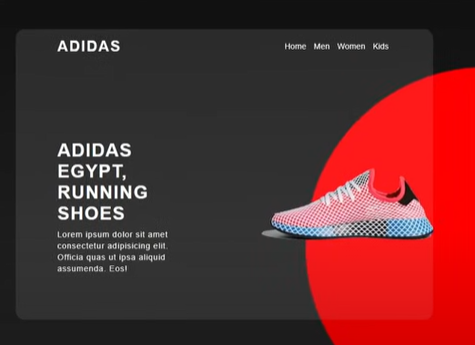 ADIDAS
Home Men Women Kids
ADIDAS
EGYPT,
RUNNING
SHOES
Lorem ipsum dolor sit amet
consectetur adipisicing elit.
Officia quas ut ipsa aliquid
assumenda. Eos!